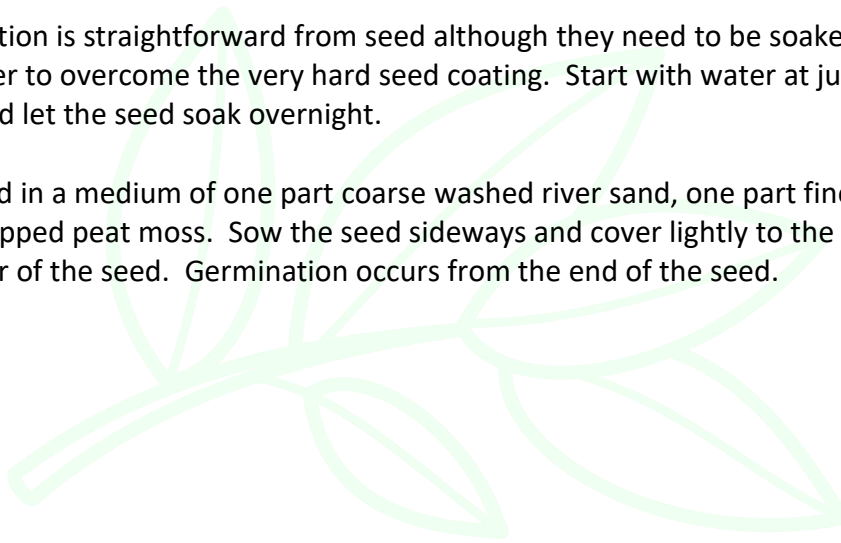 tion is straightforward from seed although they need to be soake
er to overcome the very hard seed coating.  Start with water at ju
d let the seed soak overnight.
d in a medium of one part coarse washed river sand, one part fin
pped peat moss.  Sow the seed sideways and cover lightly to the
r of the seed.  Germination occurs from the end of the seed.